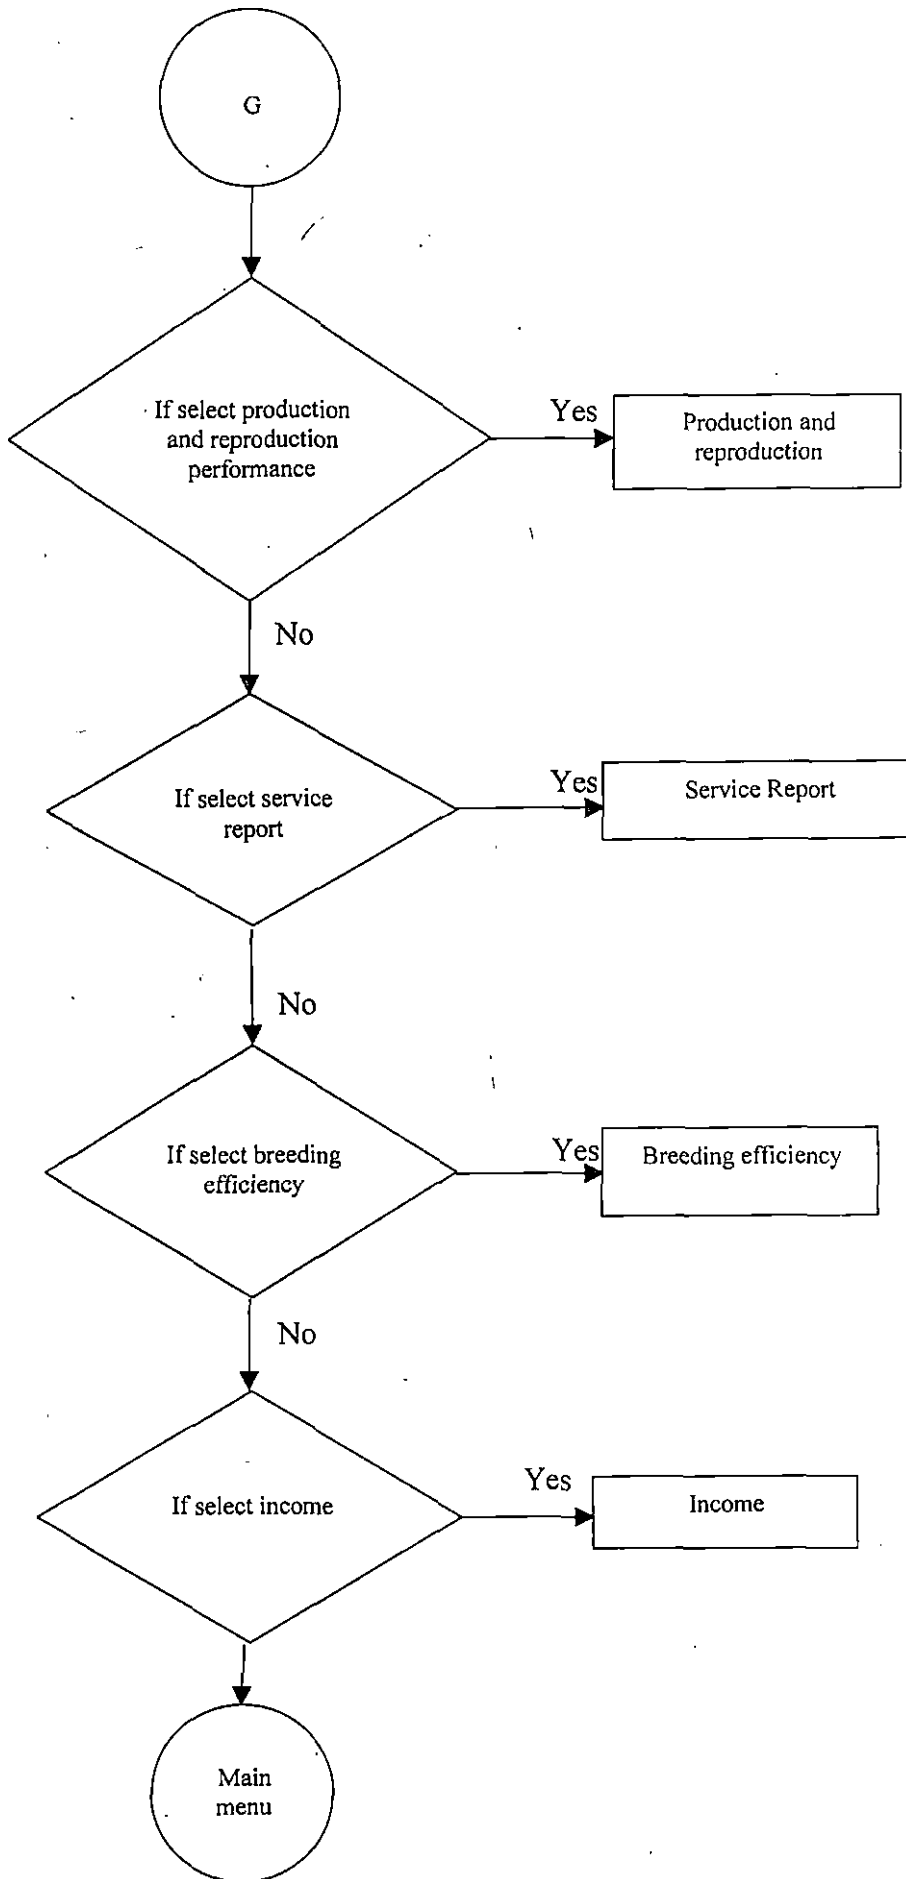 G
If select production
and reproduction
performance
Yes
Production and
reproduction
No
If select service
report
Yes
Service Report
No
If select breeding
efficiency
Yes
Breeding efficiency
No
If select income
Yes
Income
Main
menu